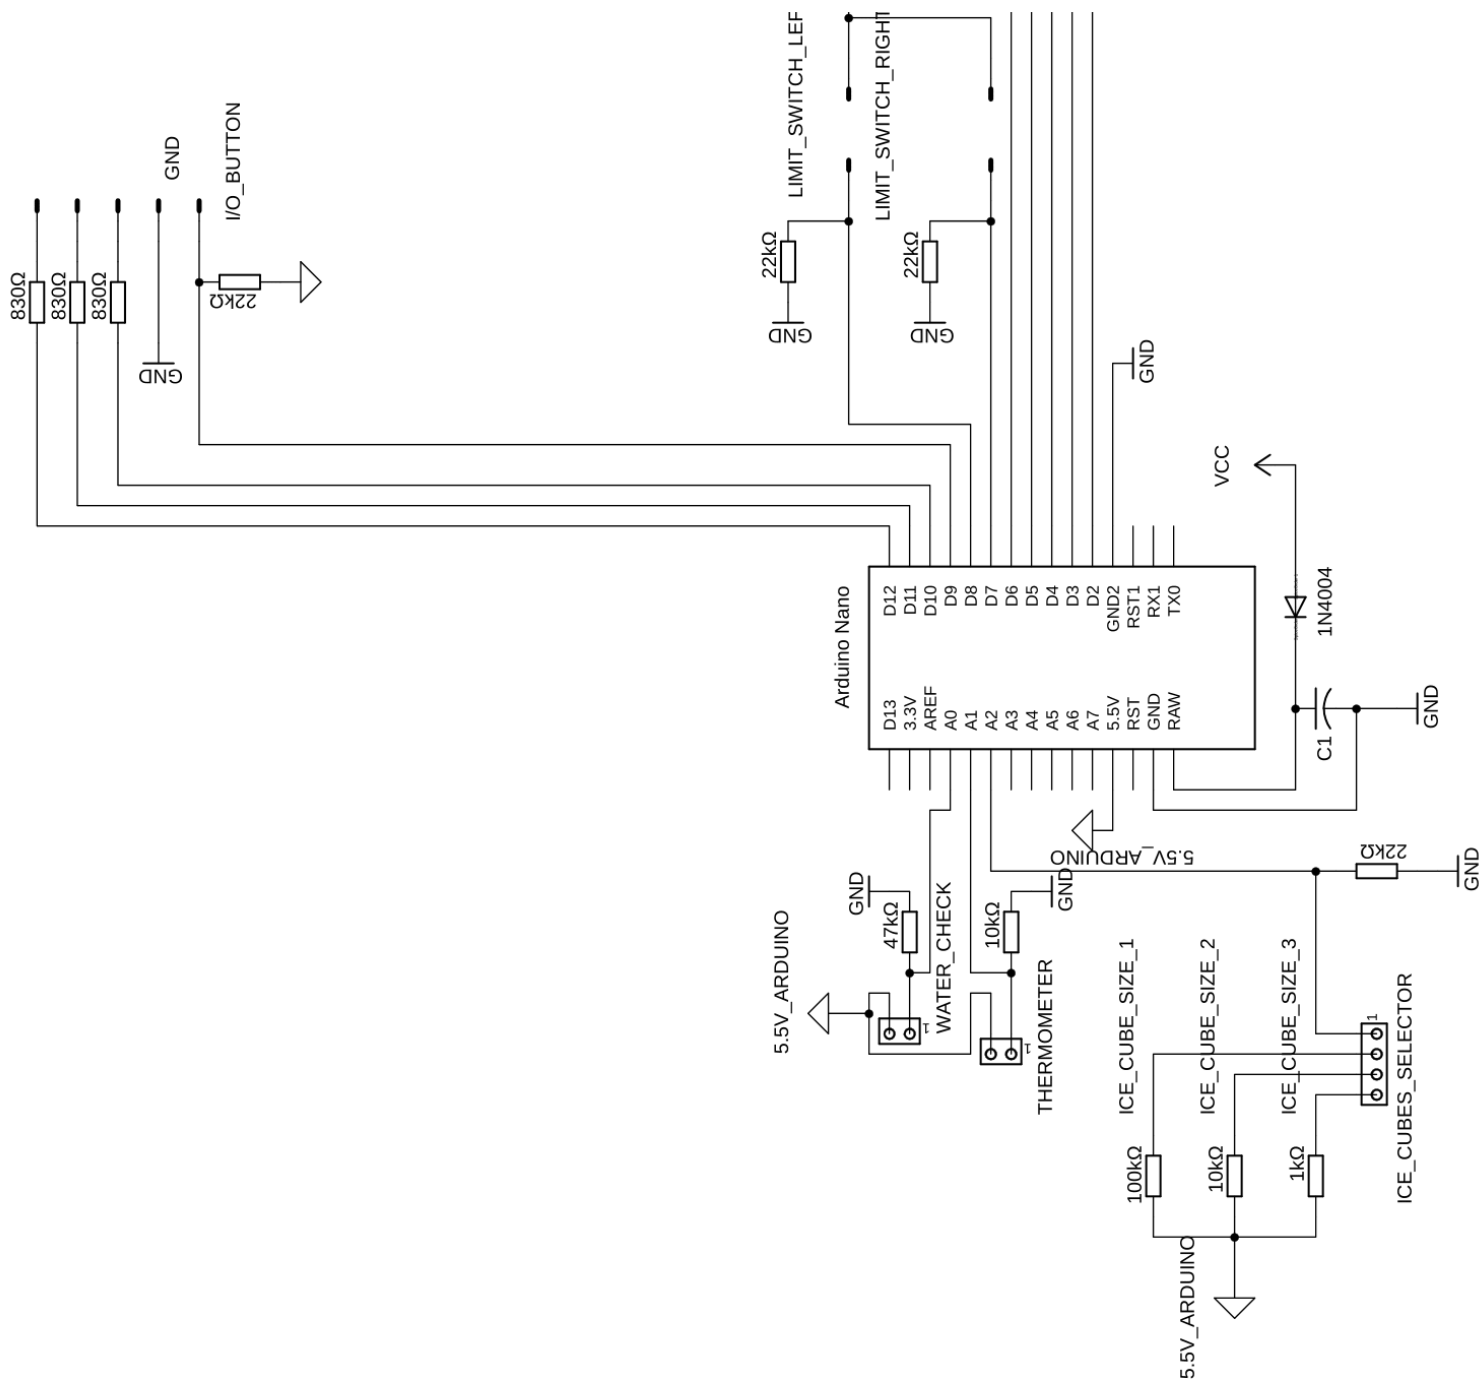 LIMIT_SWITCH_LEF
LIMIT_SWITCH_RIGHT
I/O_BUTTON
GND
830Ω
830Ω
830Ω
22kΩ
GND
22kΩ
22kΩ
GND
GND
GND
VCC
1N4004
Arduino Nano
D12
D11
D10
D9
D8
D7
D6
D5
D4
D3
D2
GND2
RST1
RX1
TX0
D13
3.3V
AREF
A0
A1
A2
A3
A4
A5
A6
A7
5.5V
RST
GND
RAW
C1
GND
5.5V_ARDUINO
22kΩ
GND
GND
47kΩ
WATER_CHECK
1
5.5V_ARDUINO
GND
10kΩ
THERMOMETER
1
ICE_CUBE_SIZE_1
ICE_CUBE_SIZE_2
ICE_CUBE_SIZE_3
1
ICE_CUBES_SELECTOR
100kΩ
10kΩ
1kΩ
5.5V_ARDUINO